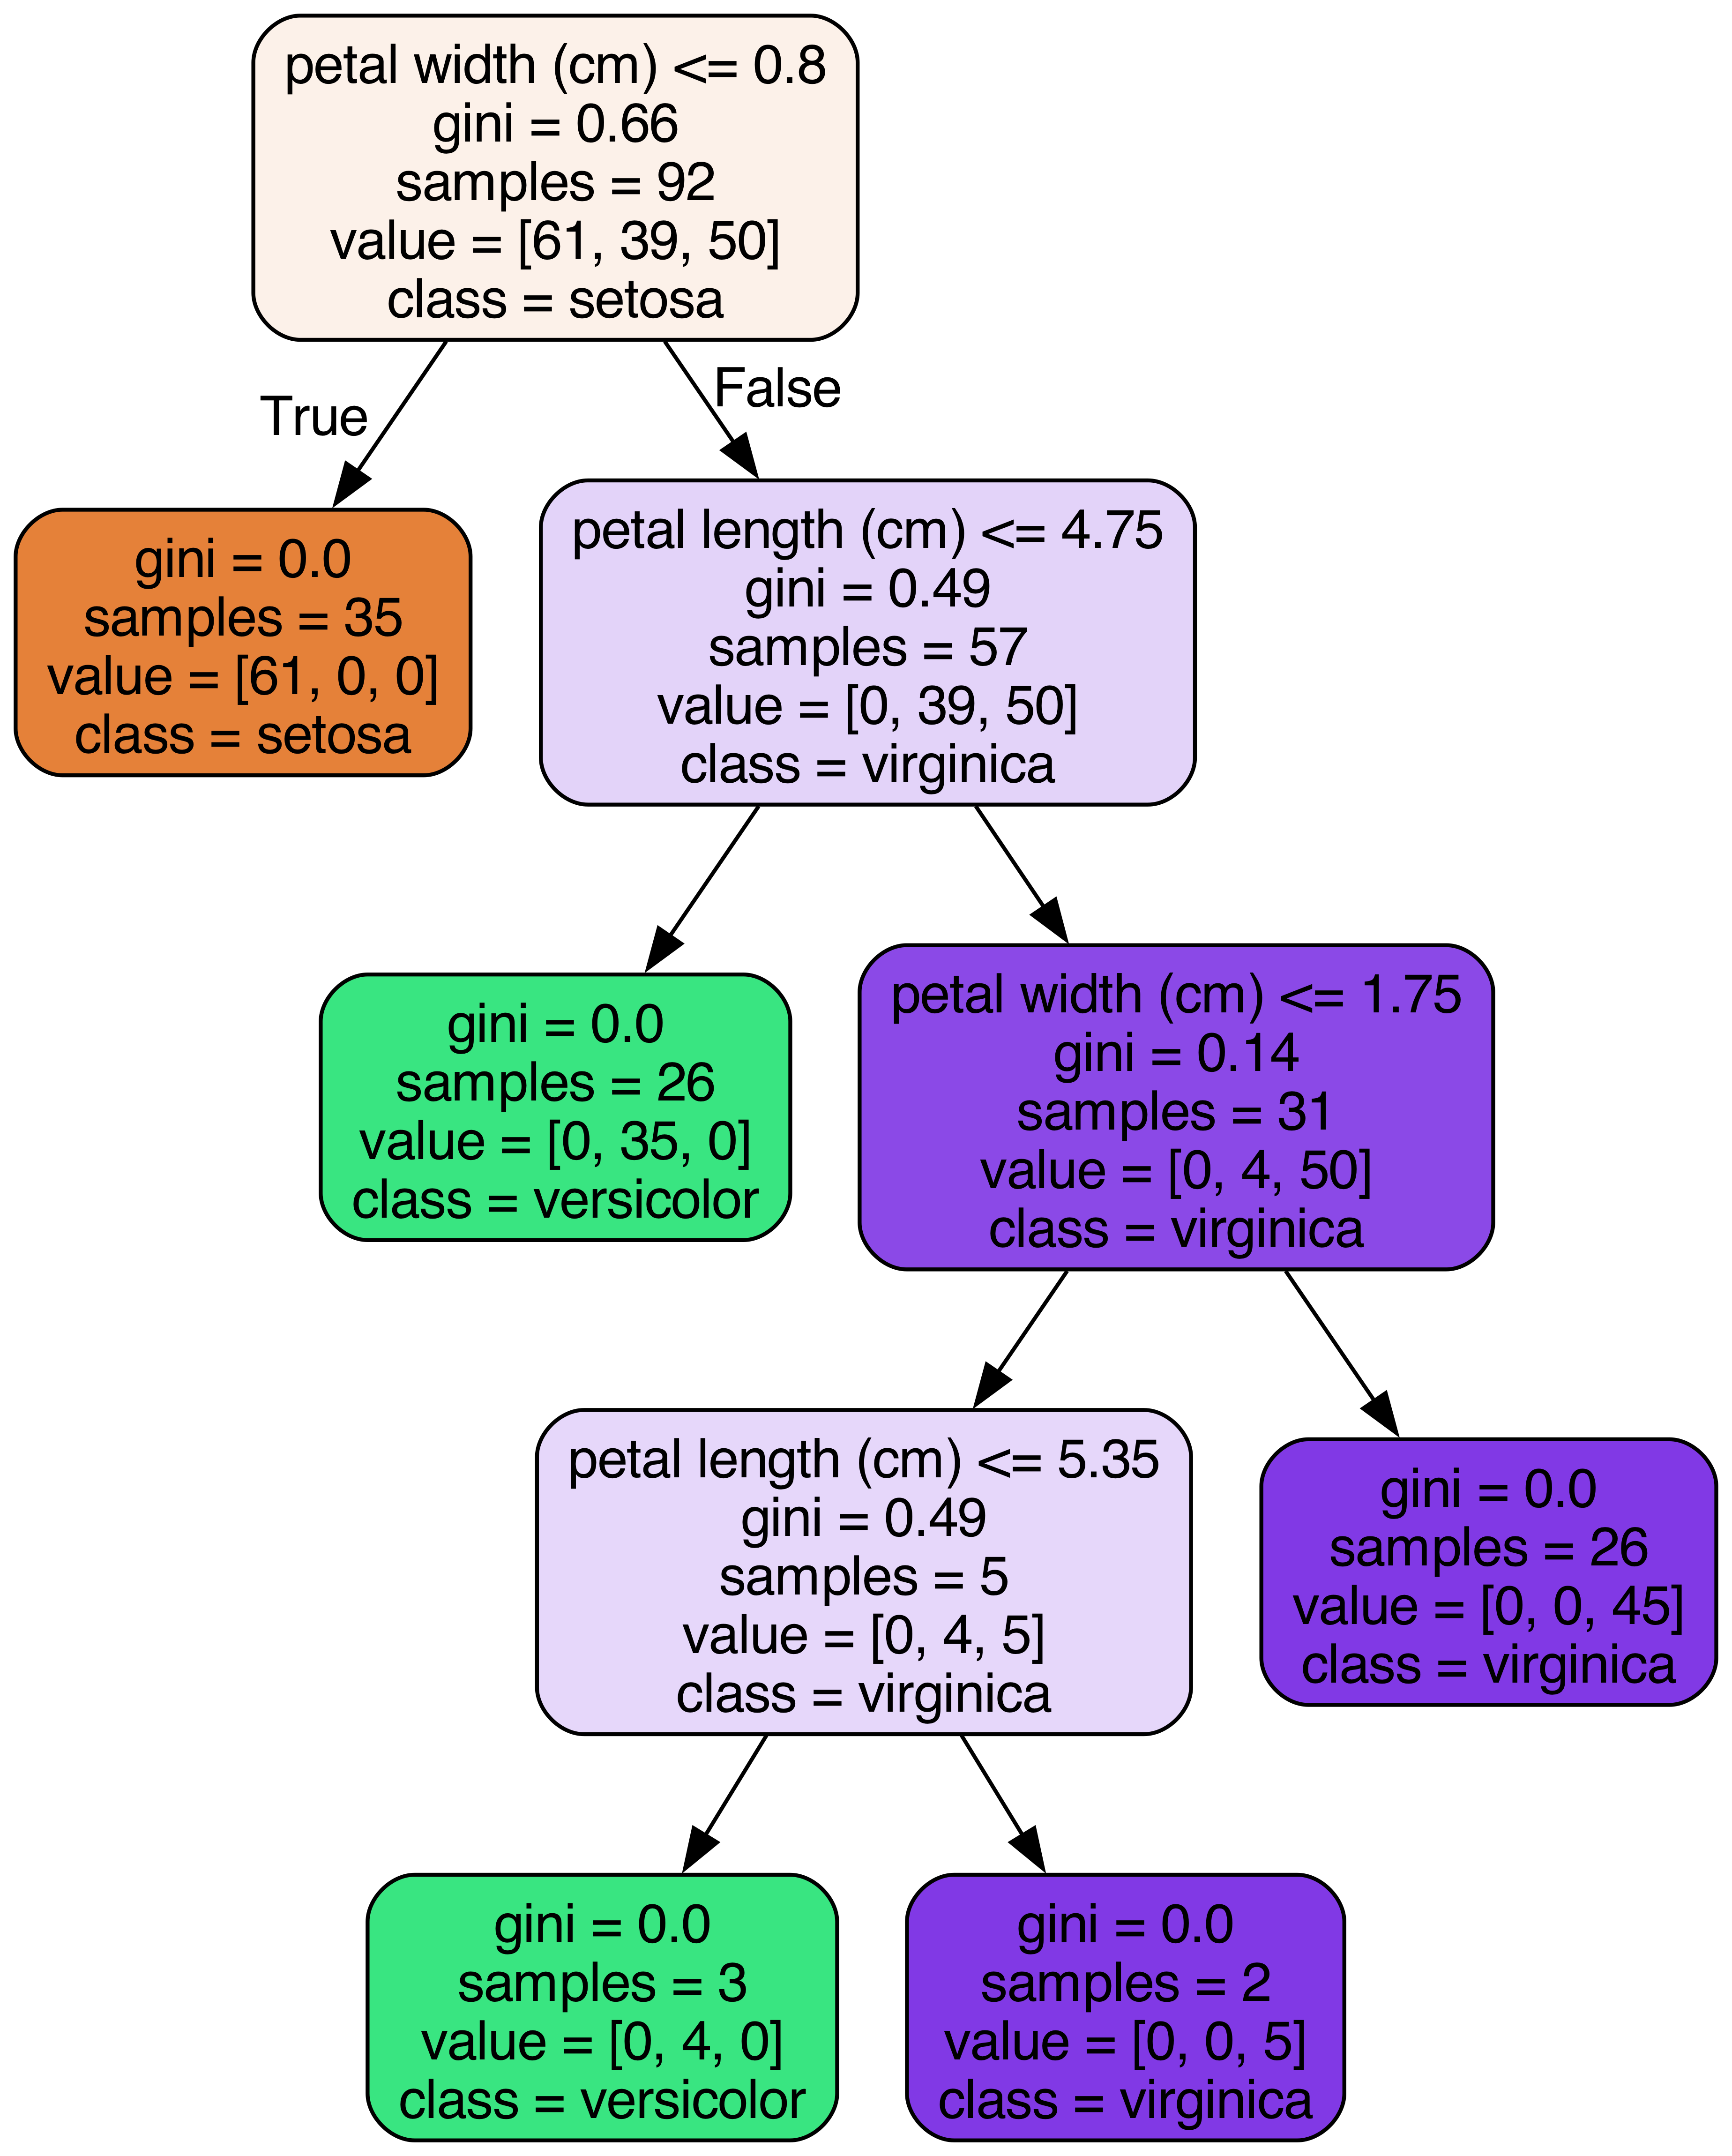 petal width (cm) <= 0.8
gini = 0.66
samples = 92
value = [61, 39, 50]
class = setosa
True
False
gini = 0.0
samples = 35
value = [61, 0, 0]
class = setosa
petal length (cm) <= 4.75
gini = 0.49
samples = 57
value = [0, 39, 50]
class = virginica
gini = 0.0
samples = 26
value = [0, 35, 0]
class = versicolor
petal width (cm) <= 1.75
gini = 0.14
samples = 31
value = [0, 4, 50]
class = virginica
petal length (cm) <= 5.35
gini = 0.49
samples = 5
value = [0, 4, 5]
class = virginica
gini = 0.0
samples = 26
value = [0, 0, 45]
class = virginica
gini = 0.0
samples = 3
value = [0, 4, 0]
class = versicolor
gini = 0.0
samples = 2
value = [0, 0, 5]
class = virginica